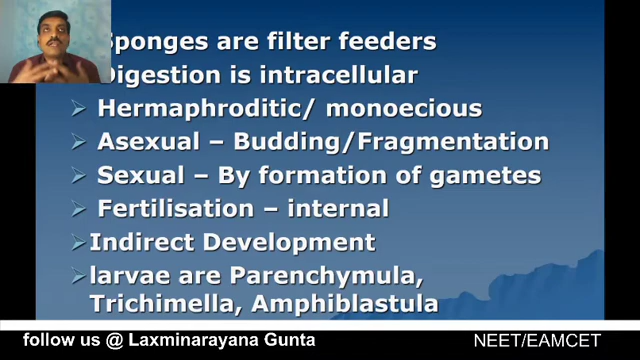 Sponges are filter feeders
Digestion is intracellular
Hermaphroditic/ monoecious
Asexual – Budding/Fragmentation
Sexual – By formation of gametes
Fertilisation – internal
Indirect Development
larvae are Parenchymula,
Trichimella, Amphiblastula
follow us @ Laxminarayana Gunta
NEET/EAMCET